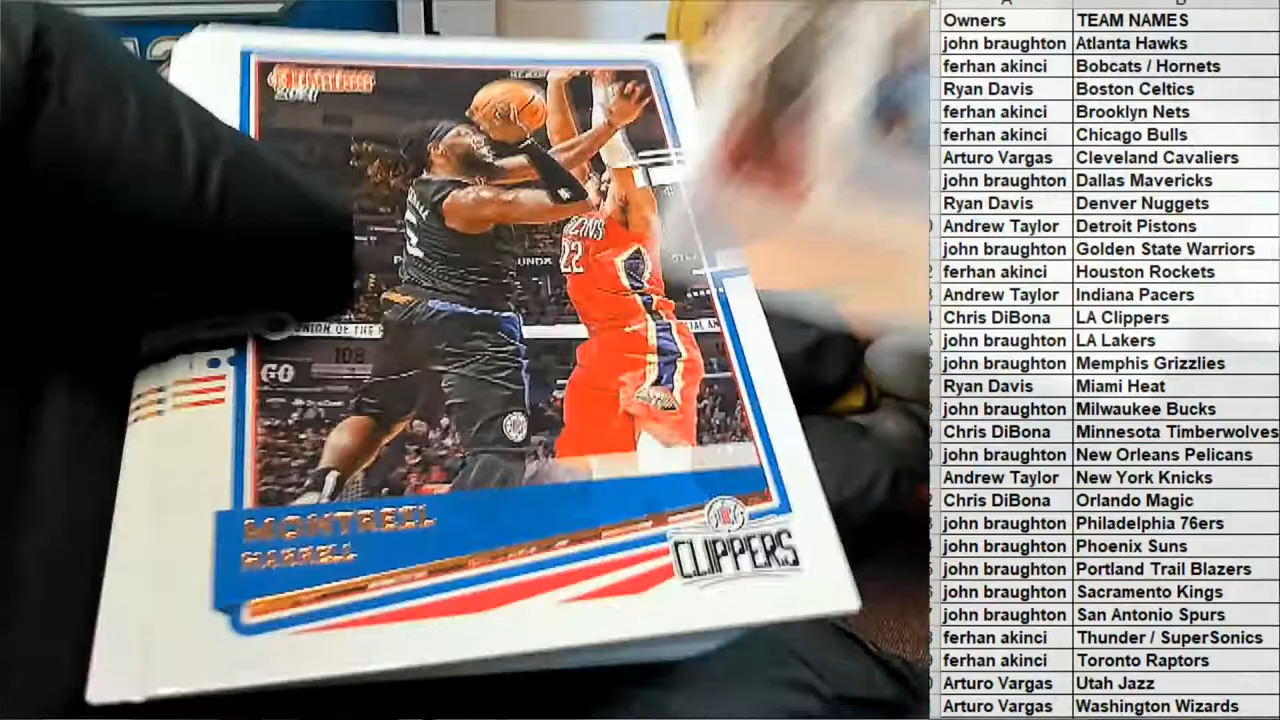 MONTREZL
HARRELL
CLIPPERS
22
GO
108
Owners TEAM NAMES
john braughton Atlanta Hawks
ferhan akinci Bobcats / Hornets
Ryan Davis Boston Celtics
ferhan akinci Brooklyn Nets
ferhan akinci Chicago Bulls
Arturo Vargas Cleveland Cavaliers
john braughton Dallas Mavericks
Ryan Davis Denver Nuggets
Andrew Taylor Detroit Pistons
john braughton Golden State Warriors
ferhan akinci Houston Rockets
Andrew Taylor Indiana Pacers
Chris DiBona LA Clippers
john braughton LA Lakers
john braughton Memphis Grizzlies
Ryan Davis Miami Heat
john braughton Milwaukee Bucks
Chris DiBona Minnesota Timberwolves
john braughton New Orleans Pelicans
Andrew Taylor New York Knicks
Chris DiBona Orlando Magic
john braughton Philadelphia 76ers
john braughton Phoenix Suns
john braughton Portland Trail Blazers
john braughton Sacramento Kings
john braughton San Antonio Spurs
ferhan akinci Thunder / SuperSonics
ferhan akinci Toronto Raptors
Arturo Vargas Utah Jazz
Arturo Vargas Washington Wizards